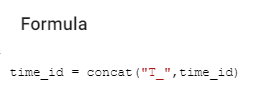 Formula
time_id = concat("T_",time_id)